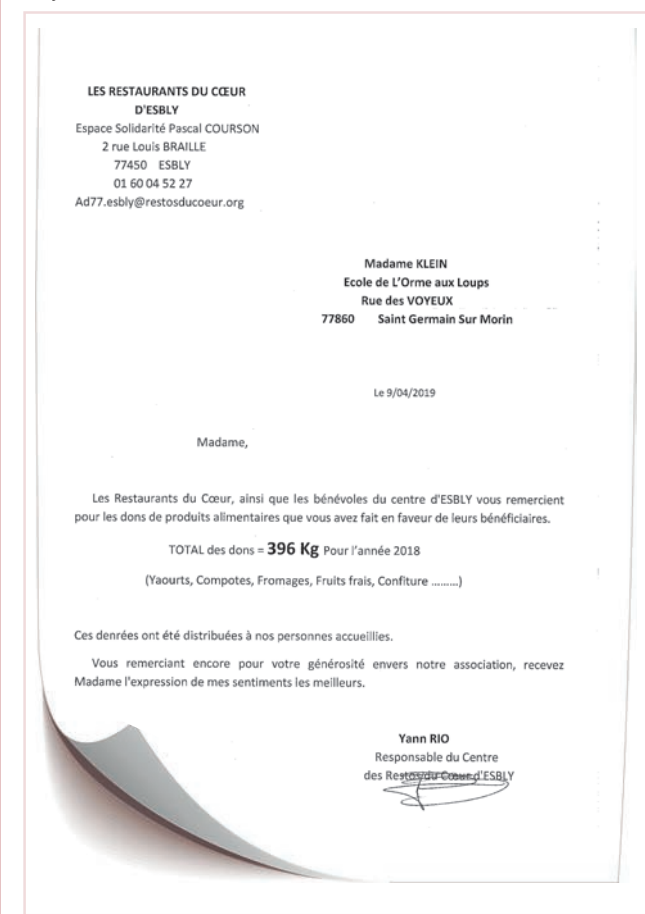 LES RESTAURANTS DU CŒUR
D'ESBLY
Espace Solidarité Pascal COURSON
2 rue Louis BRAILLE
77450 ESBLY
01 60 04 52 27
Ad77.esbly@restosducoeur.org
Madame KLEIN
Ecole de L'Orme aux Loups
Rue des VOYEUX
77860 Saint Germain Sur Morin
Le 9/04/2019
Madame,
Les Restaurants du Cœur, ainsi que les bénévoles du centre d'ESBLY vous remercient
pour les dons de produits alimentaires que vous avez fait en faveur de leurs bénéficiaires.
TOTAL des dons = 396 Kg Pour l'année 2018
(Yaourts, Compotes, Fromages, Fruits frais, Confiture .........)
Ces denrées ont été distribuées à nos personnes accueillies.
Vous remerciant encore pour votre générosité envers notre association, recevez
Madame l'expression de mes sentiments les meilleurs.
Yann RIO
Responsable du Centre
des Restos du Cœur d'ESBLY